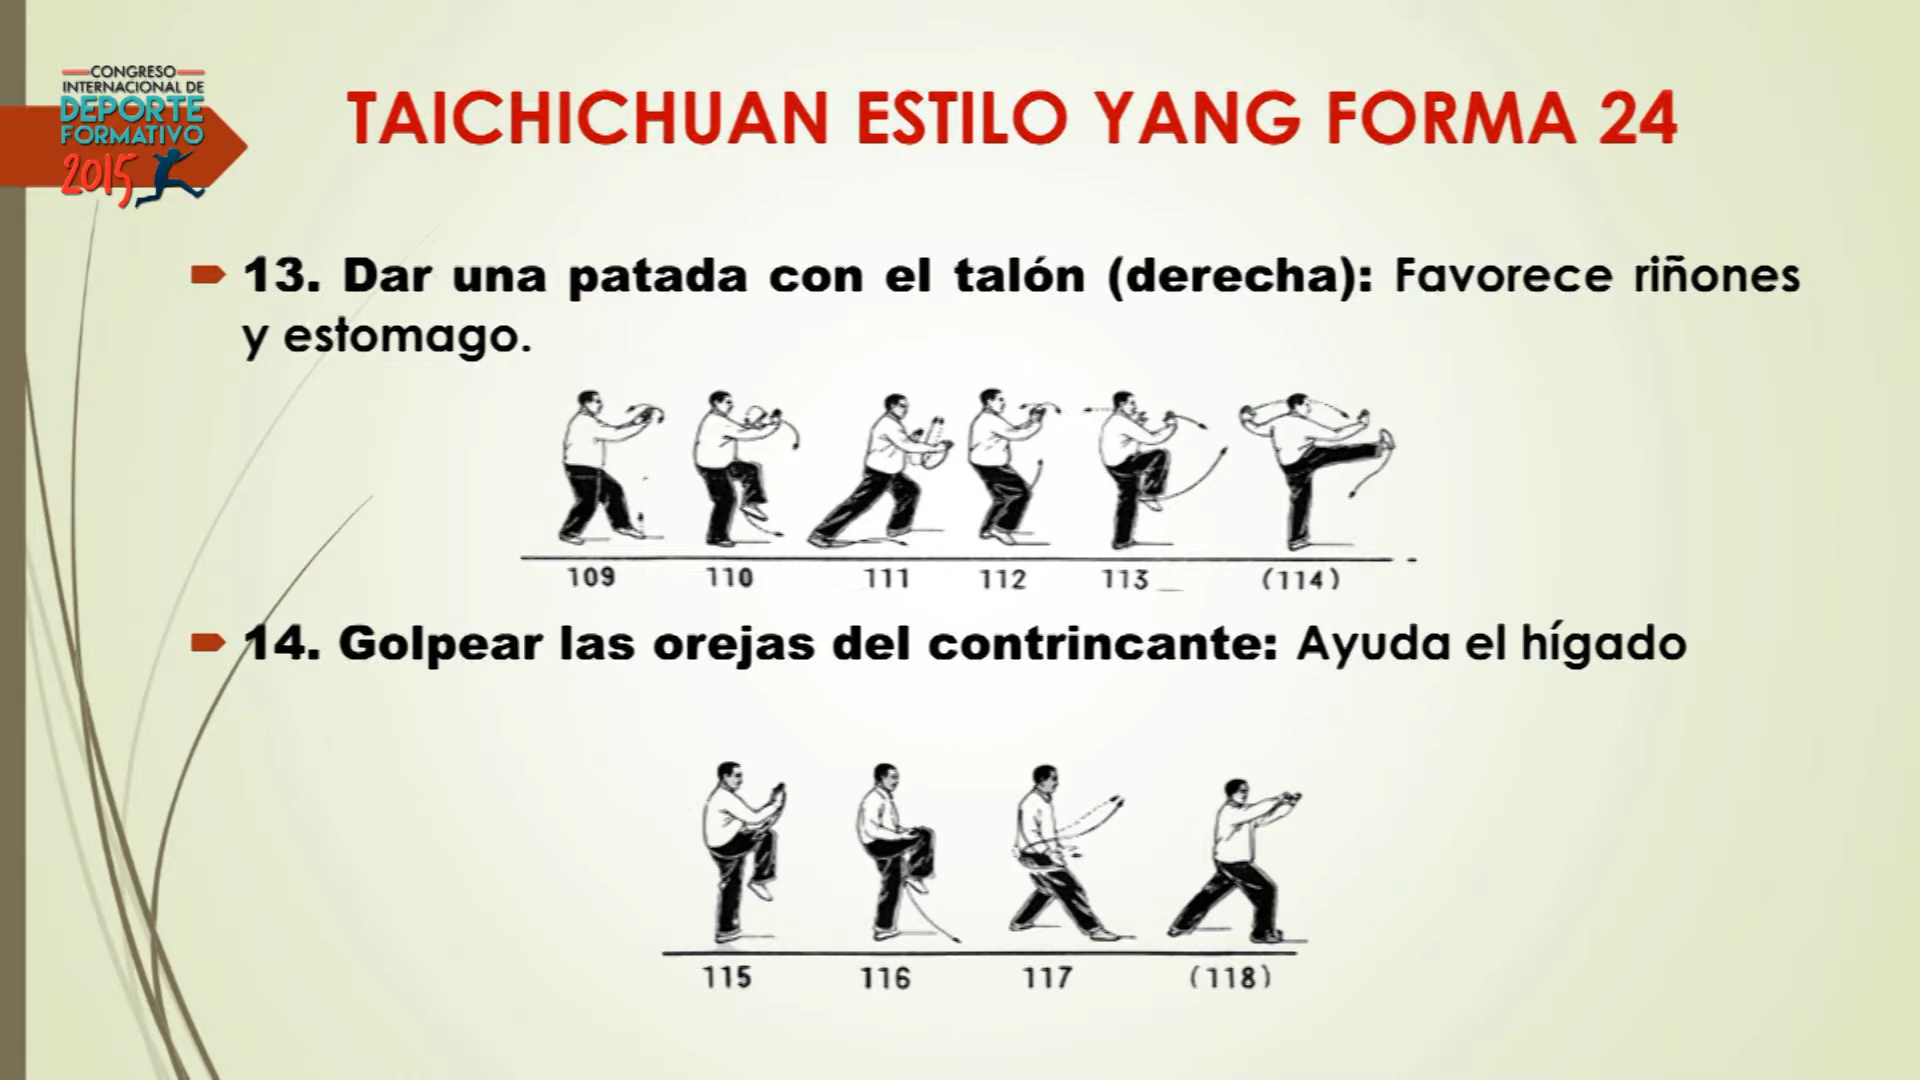 CONGRESO
INTERNACIONAL DE
DEPORTE
FORMATIVO
2015
TAICHICHUAN ESTILO YANG FORMA 24
13. Dar una patada con el talón (derecha): Favorece riñones
y estomago.
109 110 111 112 113 (114)
14. Golpear las orejas del contrincante: Ayuda el hígado
115 116 117 (118)